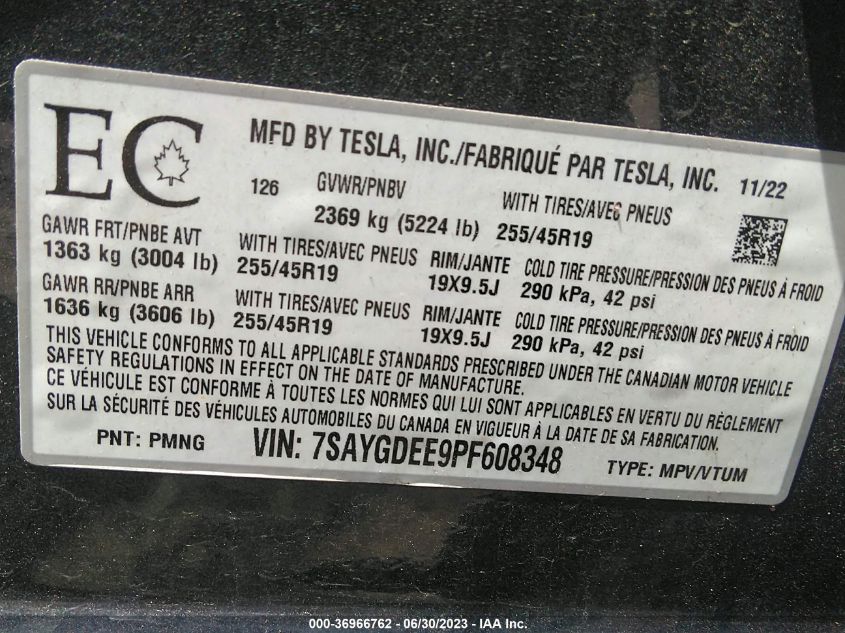 EC
MFD BY TESLA, INC./FABRIQUÉ PAR TESLA, INC. 11/22
126 GVWR/PNBV WITH TIRES/AVEC PNEUS
2369 kg (5224 lb) 255/45R19
GAWR FRT/PNBE AVT WITH TIRES/AVEC PNEUS RIM/JANTE COLD TIRE PRESSURE/PRESSION DES PNEUS À FROID
1363 kg (3004 lb) 255/45R19 19X9.5J 290 kPa, 42 psi
GAWR RR/PNBE ARR WITH TIRES/AVEC PNEUS RIM/JANTE COLD TIRE PRESSURE/PRESSION DES PNEUS À FROID
1636 kg (3606 lb) 255/45R19 19X9.5J 290 kPa, 42 psi
THIS VEHICLE CONFORMS TO ALL APPLICABLE STANDARDS PRESCRIBED UNDER THE CANADIAN MOTOR VEHICLE
SAFETY REGULATIONS IN EFFECT ON THE DATE OF MANUFACTURE.
CE VÉHICULE EST CONFORME À TOUTES LES NORMES QUI LUI SONT APPLICABLES EN VERTU DU RÈGLEMENT
SUR LA SÉCURITÉ DES VÉHICULES AUTOMOBILES DU CANADA EN VIGUEUR À LA DATE DE SA FABRICATION.
PNT: PMNG VIN: 7SAYGDEE9PF608348 TYPE: MPV/VTUM
000-36966762 - 06/30/2023 - IAA Inc.